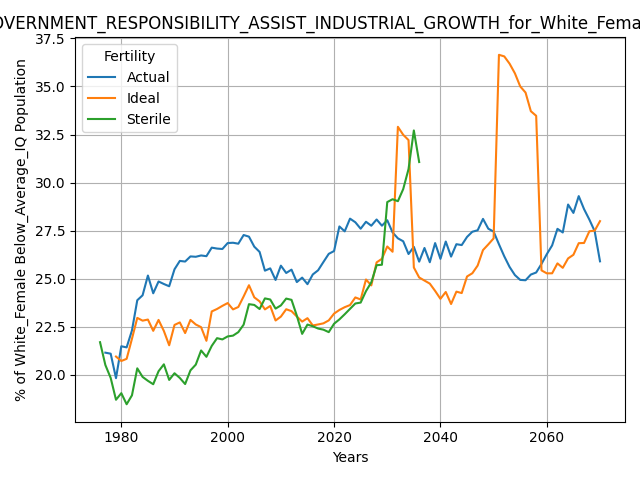 OVERNMENT_RESPONSIBILITY_ASSIST_INDUSTRIAL_GROWTH_for_White_Fema
% of White_Female Below_Average_IQ Population
37.5
35.0
32.5
30.0
27.5
25.0
22.5
20.0
Fertility
Actual
Ideal
Sterile
1980
2000
2020
2040
2060
Years